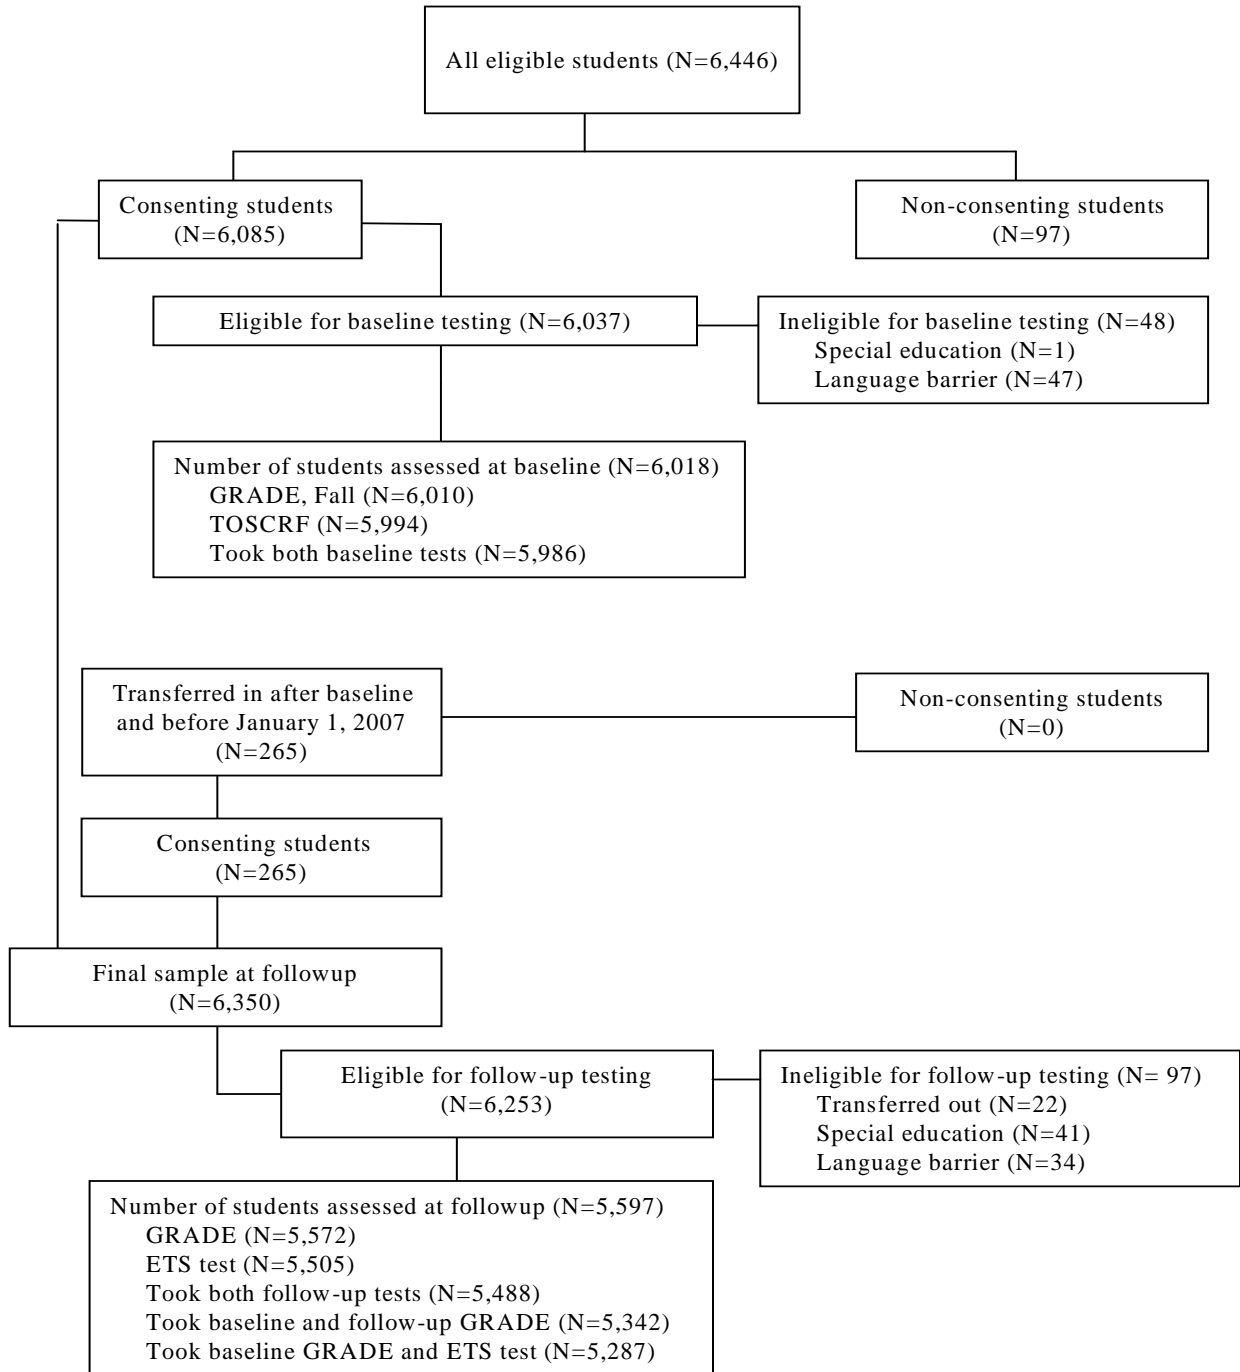 All eligible students (N=6,446)
Consenting students
(N=6,085)
Non-consenting students
(N=97)
Eligible for baseline testing (N=6,037)
Ineligible for baseline testing (N=48)
Special education (N=1)
Language barrier (N=47)
Number of students assessed at baseline (N=6,018)
GRADE, Fall (N=6,010)
TOSCRF (N=5,994)
Took both baseline tests (N=5,986)
Transferred in after baseline
and before January 1, 2007
(N=265)
Non-consenting students
(N=0)
Consenting students
(N=265)
Final sample at followup
(N=6,350)
Eligible for follow-up testing
(N=6,253)
Ineligible for follow-up testing (N= 97)
Transferred out (N=22)
Special education (N=41)
Language barrier (N=34)
Number of students assessed at followup (N=5,597)
GRADE (N=5,572)
ETS test (N=5,505)
Took both follow-up tests (N=5,488)
Took baseline and follow-up GRADE (N=5,342)
Took baseline GRADE and ETS test (N=5,287)